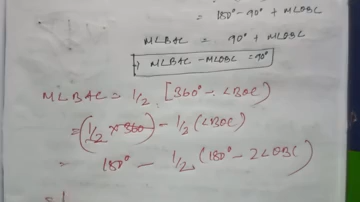 = 180° - 90° + m∠OBC
m∠BAC = 90° + m∠OBC
m∠BAC - m∠OBC = 90°
m∠BAC = 1/2 [360° - ∠BOC)
= (1/2 × 360) - 1/2 (∠BOC)
= 180° - 1/2 (180° - 2∠OBC)